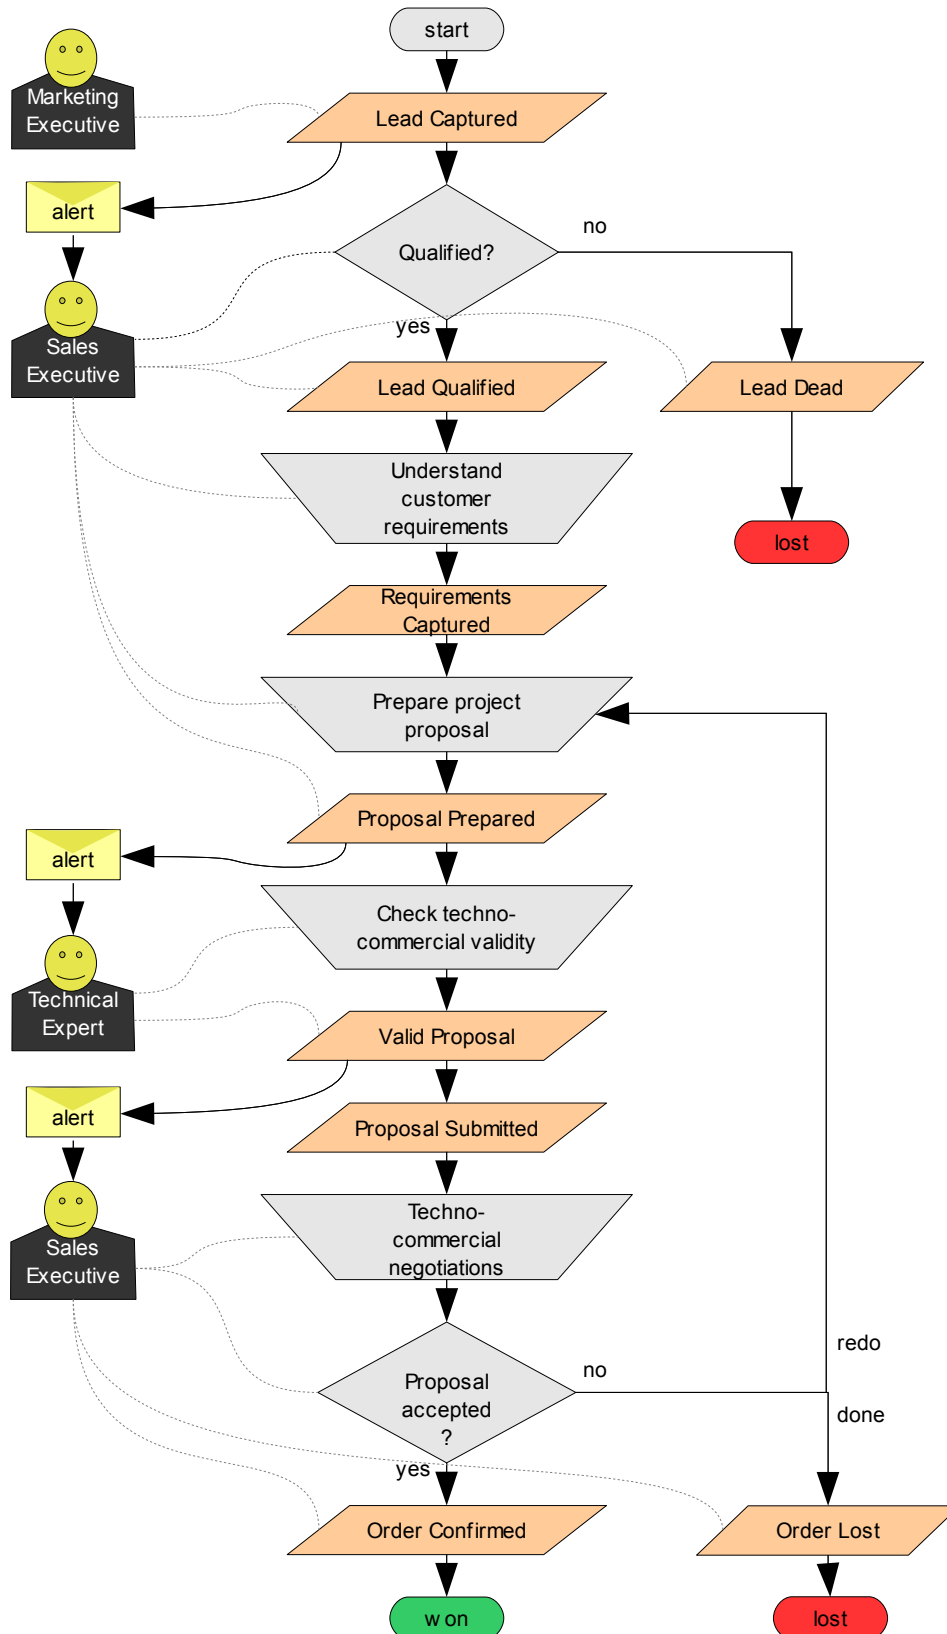 start
Marketing
Executive
Lead Captured
alert
Qualified?
no
yes
Sales
Executive
Lead Qualified
Lead Dead
Understand
customer
requirements
lost
Requirements
Captured
Prepare project
proposal
Proposal Prepared
alert
Check techno-
commercial validity
Technical
Expert
Valid Proposal
alert
Proposal Submitted
Techno-
commercial
negotiations
Sales
Executive
redo
no
Proposal
accepted
?
done
yes
Order Confirmed
Order Lost
won
lost